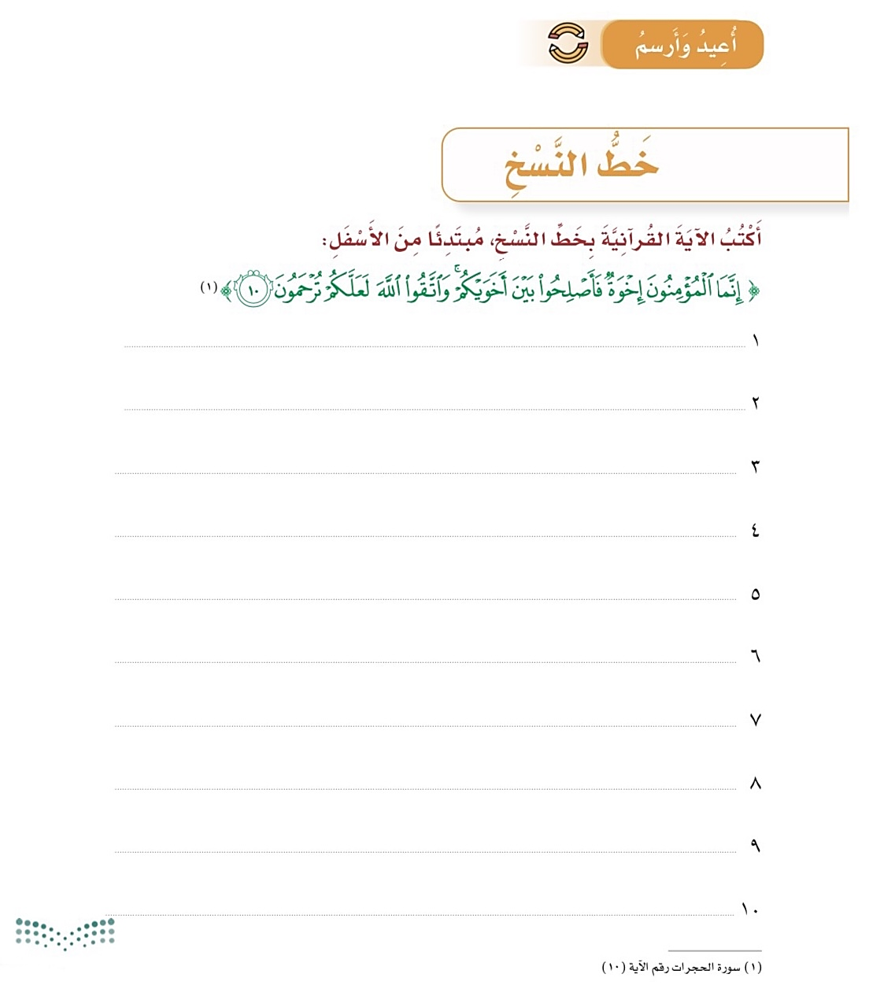 أُعِيدُ وَأَرسمُ
خَطُّ النَّسْخِ
أَكْتُبُ الآيَةَ القُرآنِيَّةَ بِخَطِّ النَّسْخِ، مُبتَدِئًا مِنَ الأَسْفَلِ:
﴿ إِنَّمَا ٱلْمُؤْمِنُونَ إِخْوَةٌ فَأَصْلِحُوا۟ بَيْنَ أَخَوَيْكُمْ ۚ وَٱتَّقُوا۟ ٱللَّهَ لَعَلَّكُمْ تُرْحَمُونَ ١٠ ﴾ (١)
١
٢
٣
٤
٥
٦
٧
٨
٩
١٠
(١) سورة الحجرات رقم الآية (١٠)